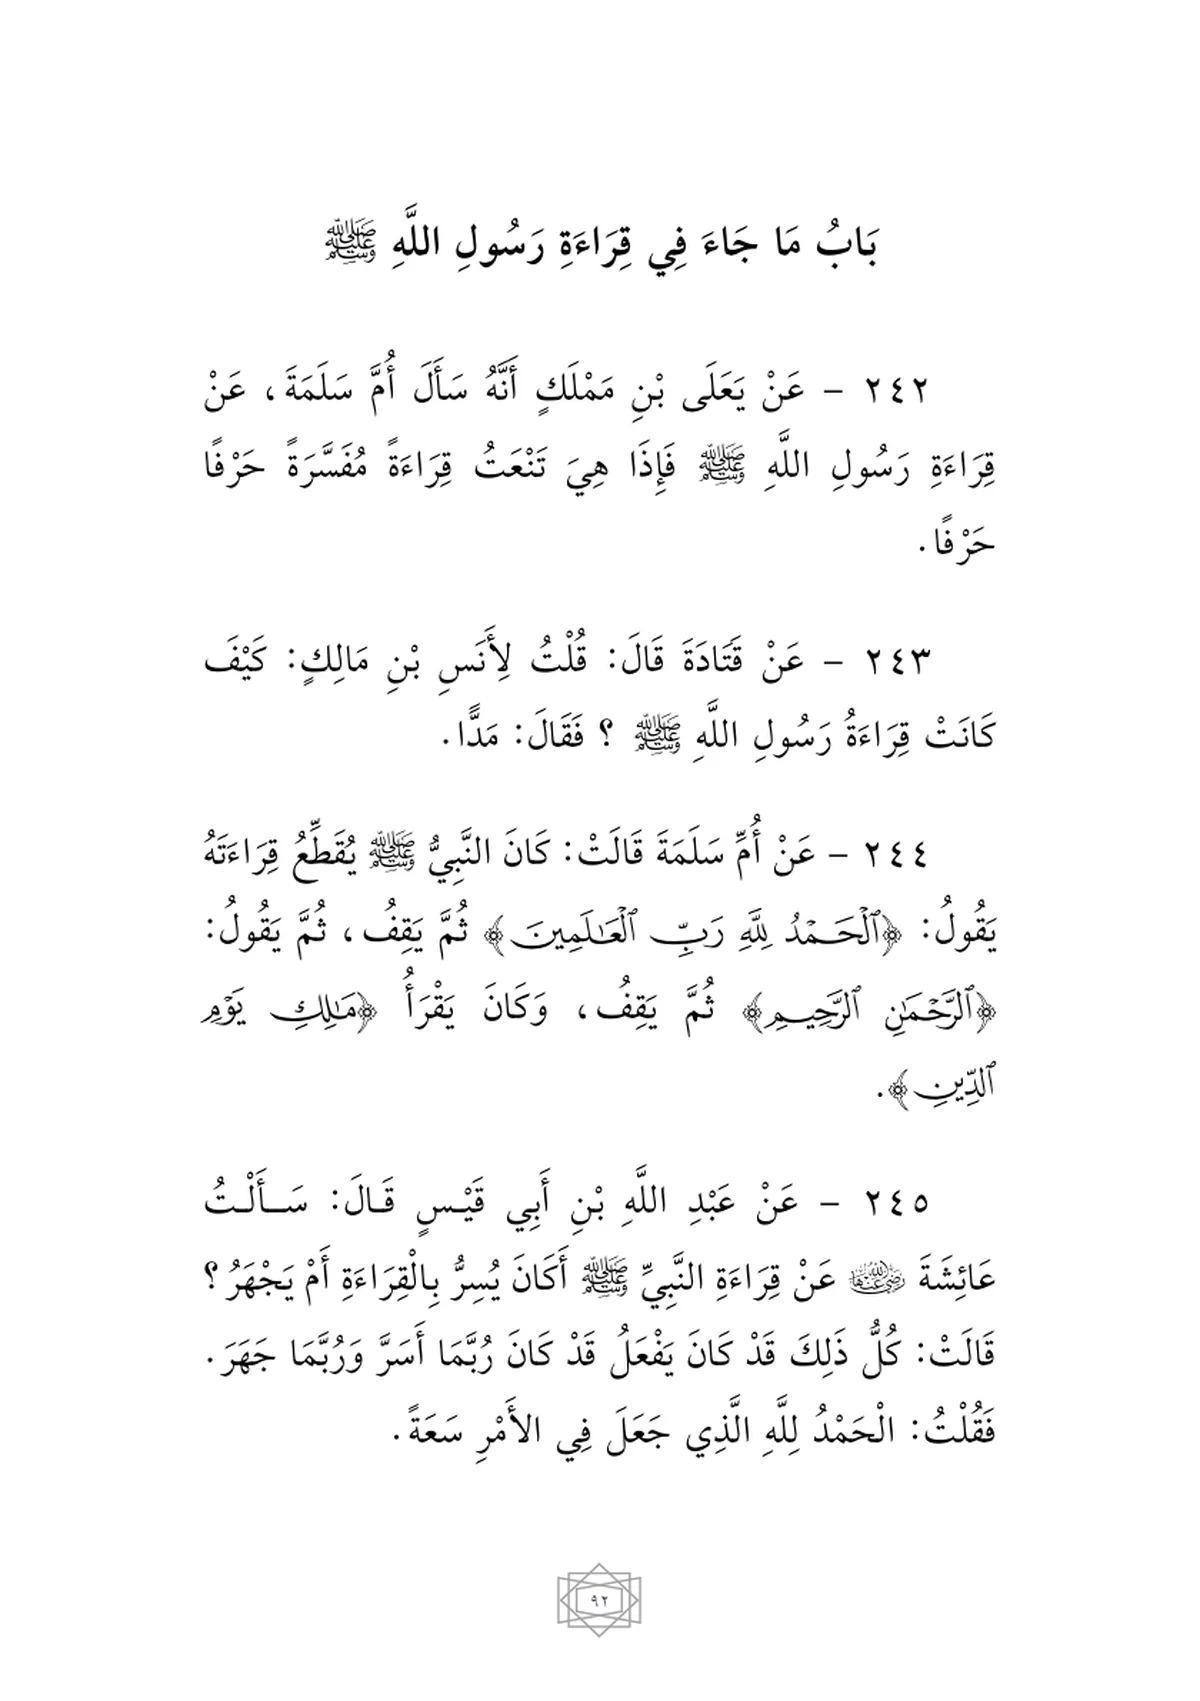 بَابُ مَا جَاءَ فِي قِرَاءَةِ رَسُولِ اللَّهِ ﷺ
٢٤٢ - عَنْ يَعَلَى بْنِ مَمْلَكٍ أَنَّهُ سَأَلَ أُمَّ سَلَمَةَ، عَنْ
قِرَاءَةِ رَسُولِ اللَّهِ ﷺ فَإِذَا هِيَ تَنْعَتُ قِرَاءَةً مُفَسَّرَةً حَرْفًا
حَرْفًا.
٢٤٣ - عَنْ قَتَادَةَ قَالَ: قُلْتُ لِأَنَسِ بْنِ مَالِكٍ: كَيْفَ
كَانَتْ قِرَاءَةُ رَسُولِ اللَّهِ ﷺ ؟ فَقَالَ: مَدًّا.
٢٤٤ - عَنْ أُمِّ سَلَمَةَ قَالَتْ: كَانَ النَّبِيُّ ﷺ يُقَطِّعُ قِرَاءَتَهُ
يَقُولُ: ﴿ٱلْحَمْدُ لِلَّهِ رَبِّ ٱلْعَٰلَمِينَ﴾ ثُمَّ يَقِفُ، ثُمَّ يَقُولُ:
﴿ٱلرَّحْمَٰنِ ٱلرَّحِيمِ﴾ ثُمَّ يَقِفُ، وَكَانَ يَقْرَأُ ﴿مَٰلِكِ يَوْمِ
ٱلدِّينِ﴾.
٢٤٥ - عَنْ عَبْدِ اللَّهِ بْنِ أَبِي قَيْسٍ قَالَ: سَأَلْتُ
عَائِشَةَ رضي الله عنها عَنْ قِرَاءَةِ النَّبِيِّ ﷺ أَكَانَ يُسِرُّ بِالْقِرَاءَةِ أَمْ يَجْهَرُ؟
قَالَتْ: كُلُّ ذَلِكَ قَدْ كَانَ يَفْعَلُ قَدْ كَانَ رُبَّمَا أَسَرَّ وَرُبَّمَا جَهَرَ.
فَقُلْتُ: الْحَمْدُ لِلَّهِ الَّذِي جَعَلَ فِي الأَمْرِ سَعَةً.
٩٢